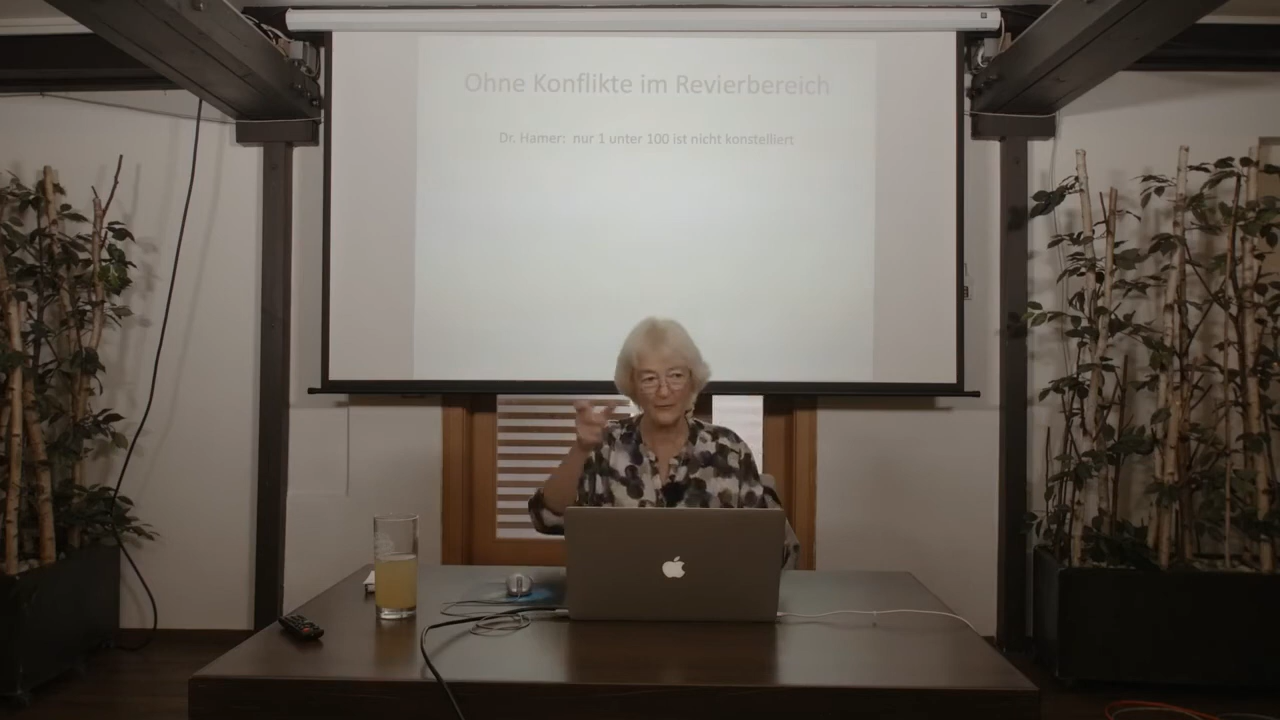 Ohne Konflikte im Revierbereich
Dr. Hamer: nur 1 unter 100 ist nicht konstelliert